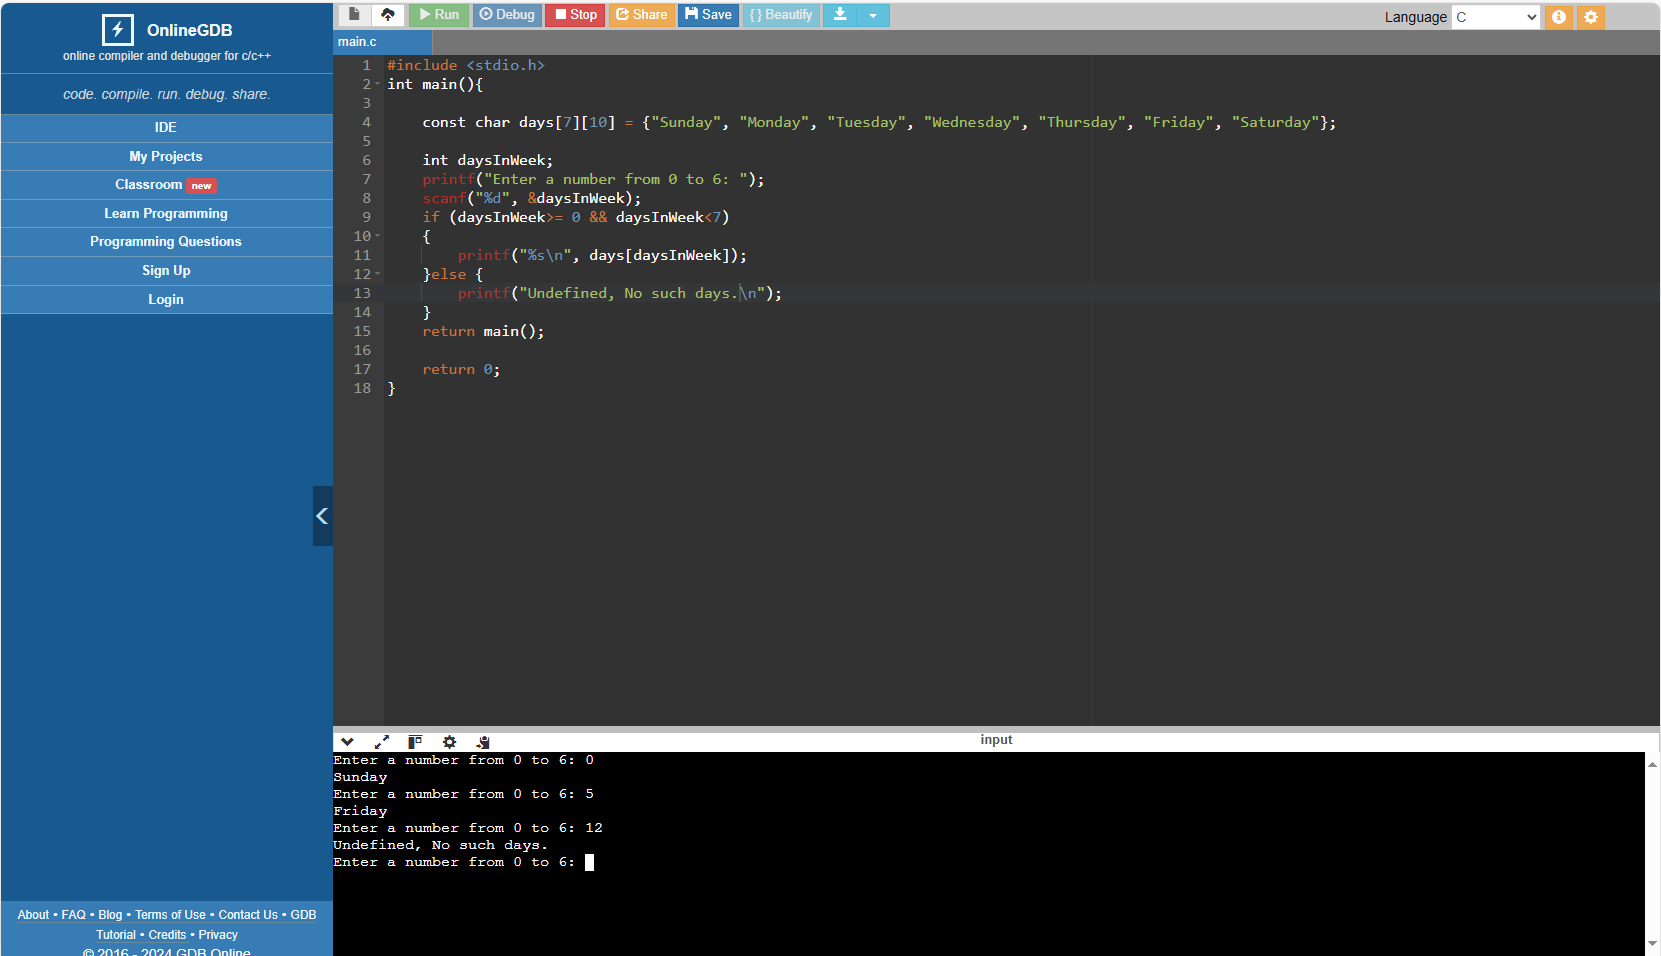 OnlineGDB
online compiler and debugger for c/c++
code. compile. run. debug. share.
IDE
My Projects
Classroom new
Learn Programming
Programming Questions
Sign Up
Login
About • FAQ • Blog • Terms of Use • Contact Us • GDB
Tutorial • Credits • Privacy
© 2016 - 2024 GDB Online
Run Debug Stop Share Save {} Beautify
Language C
main.c
1 #include <stdio.h>
2 int main(){
3
4 const char days[7][10] = {"Sunday", "Monday", "Tuesday", "Wednesday", "Thursday", "Friday", "Saturday"};
5
6 int daysInWeek;
7 printf("Enter a number from 0 to 6: ");
8 scanf("%d", &daysInWeek);
9 if (daysInWeek>= 0 && daysInWeek<7)
10 {
11 printf("%s\n", days[daysInWeek]);
12 }else {
13 printf("Undefined, No such days.\n");
14 }
15 return main();
16
17 return 0;
18 }
input
Enter a number from 0 to 6: 0
Sunday
Enter a number from 0 to 6: 5
Friday
Enter a number from 0 to 6: 12
Undefined, No such days.
Enter a number from 0 to 6: